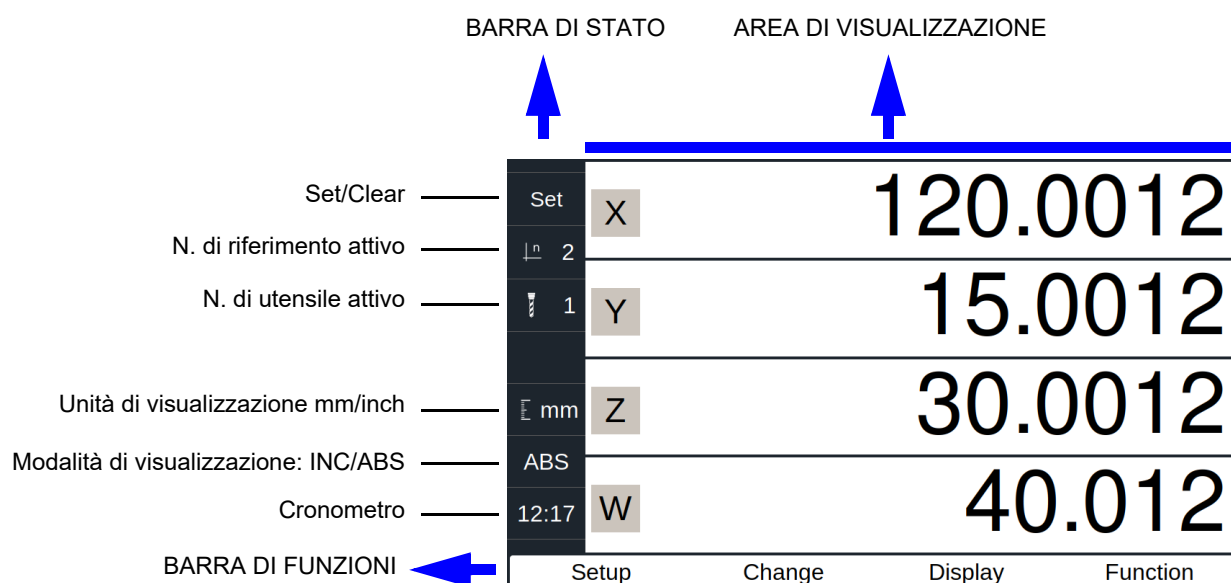 BARRA DI STATO AREA DI VISUALIZZAZIONE
Set/Clear Set X 120.0012
N. di riferimento attivo n 2
N. di utensile attivo 1 Y 15.0012
Unità di visualizzazione mm/inch mm Z 30.0012
Modalità di visualizzazione: INC/ABS ABS
Cronometro 12:17 W 40.012
BARRA DI FUNZIONI Setup Change Display Function